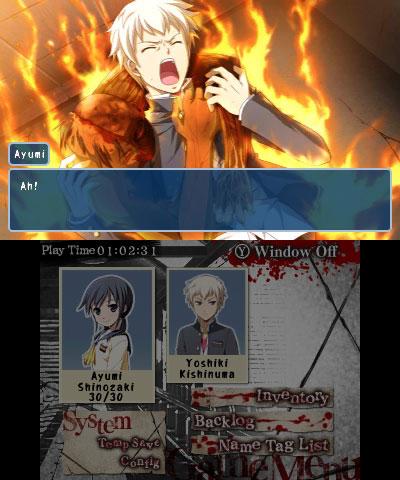 Ayumi
Ah!
Play Time 01:02:31
Ⓨ Window Off
Ayumi
Shinozaki
30/30
Yoshiki
Kishinuma
Inventory
System
Backlog
Temp Save
Name Tag List
Config
Game Menu